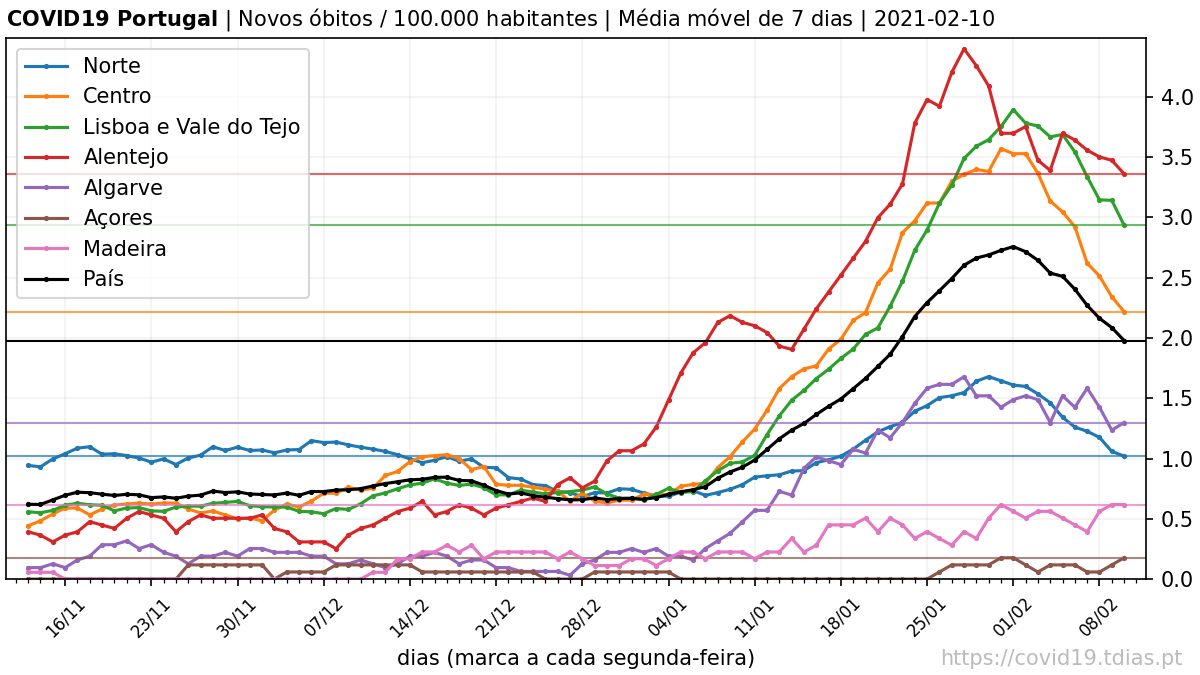 COVID19 Portugal | Novos óbitos / 100.000 habitantes | Média móvel de 7 dias | 2021-02-10
Norte
Centro
Lisboa e Vale do Tejo
Alentejo
Algarve
Açores
Madeira
País
4.0
3.5
3.0
2.5
2.0
1.5
1.0
0.5
0.0
16/11 23/11 30/11 07/12 14/12 21/12 28/12 04/01 11/01 18/01 25/01 01/02 08/02
dias (marca a cada segunda-feira)
https://covid19.tdias.pt